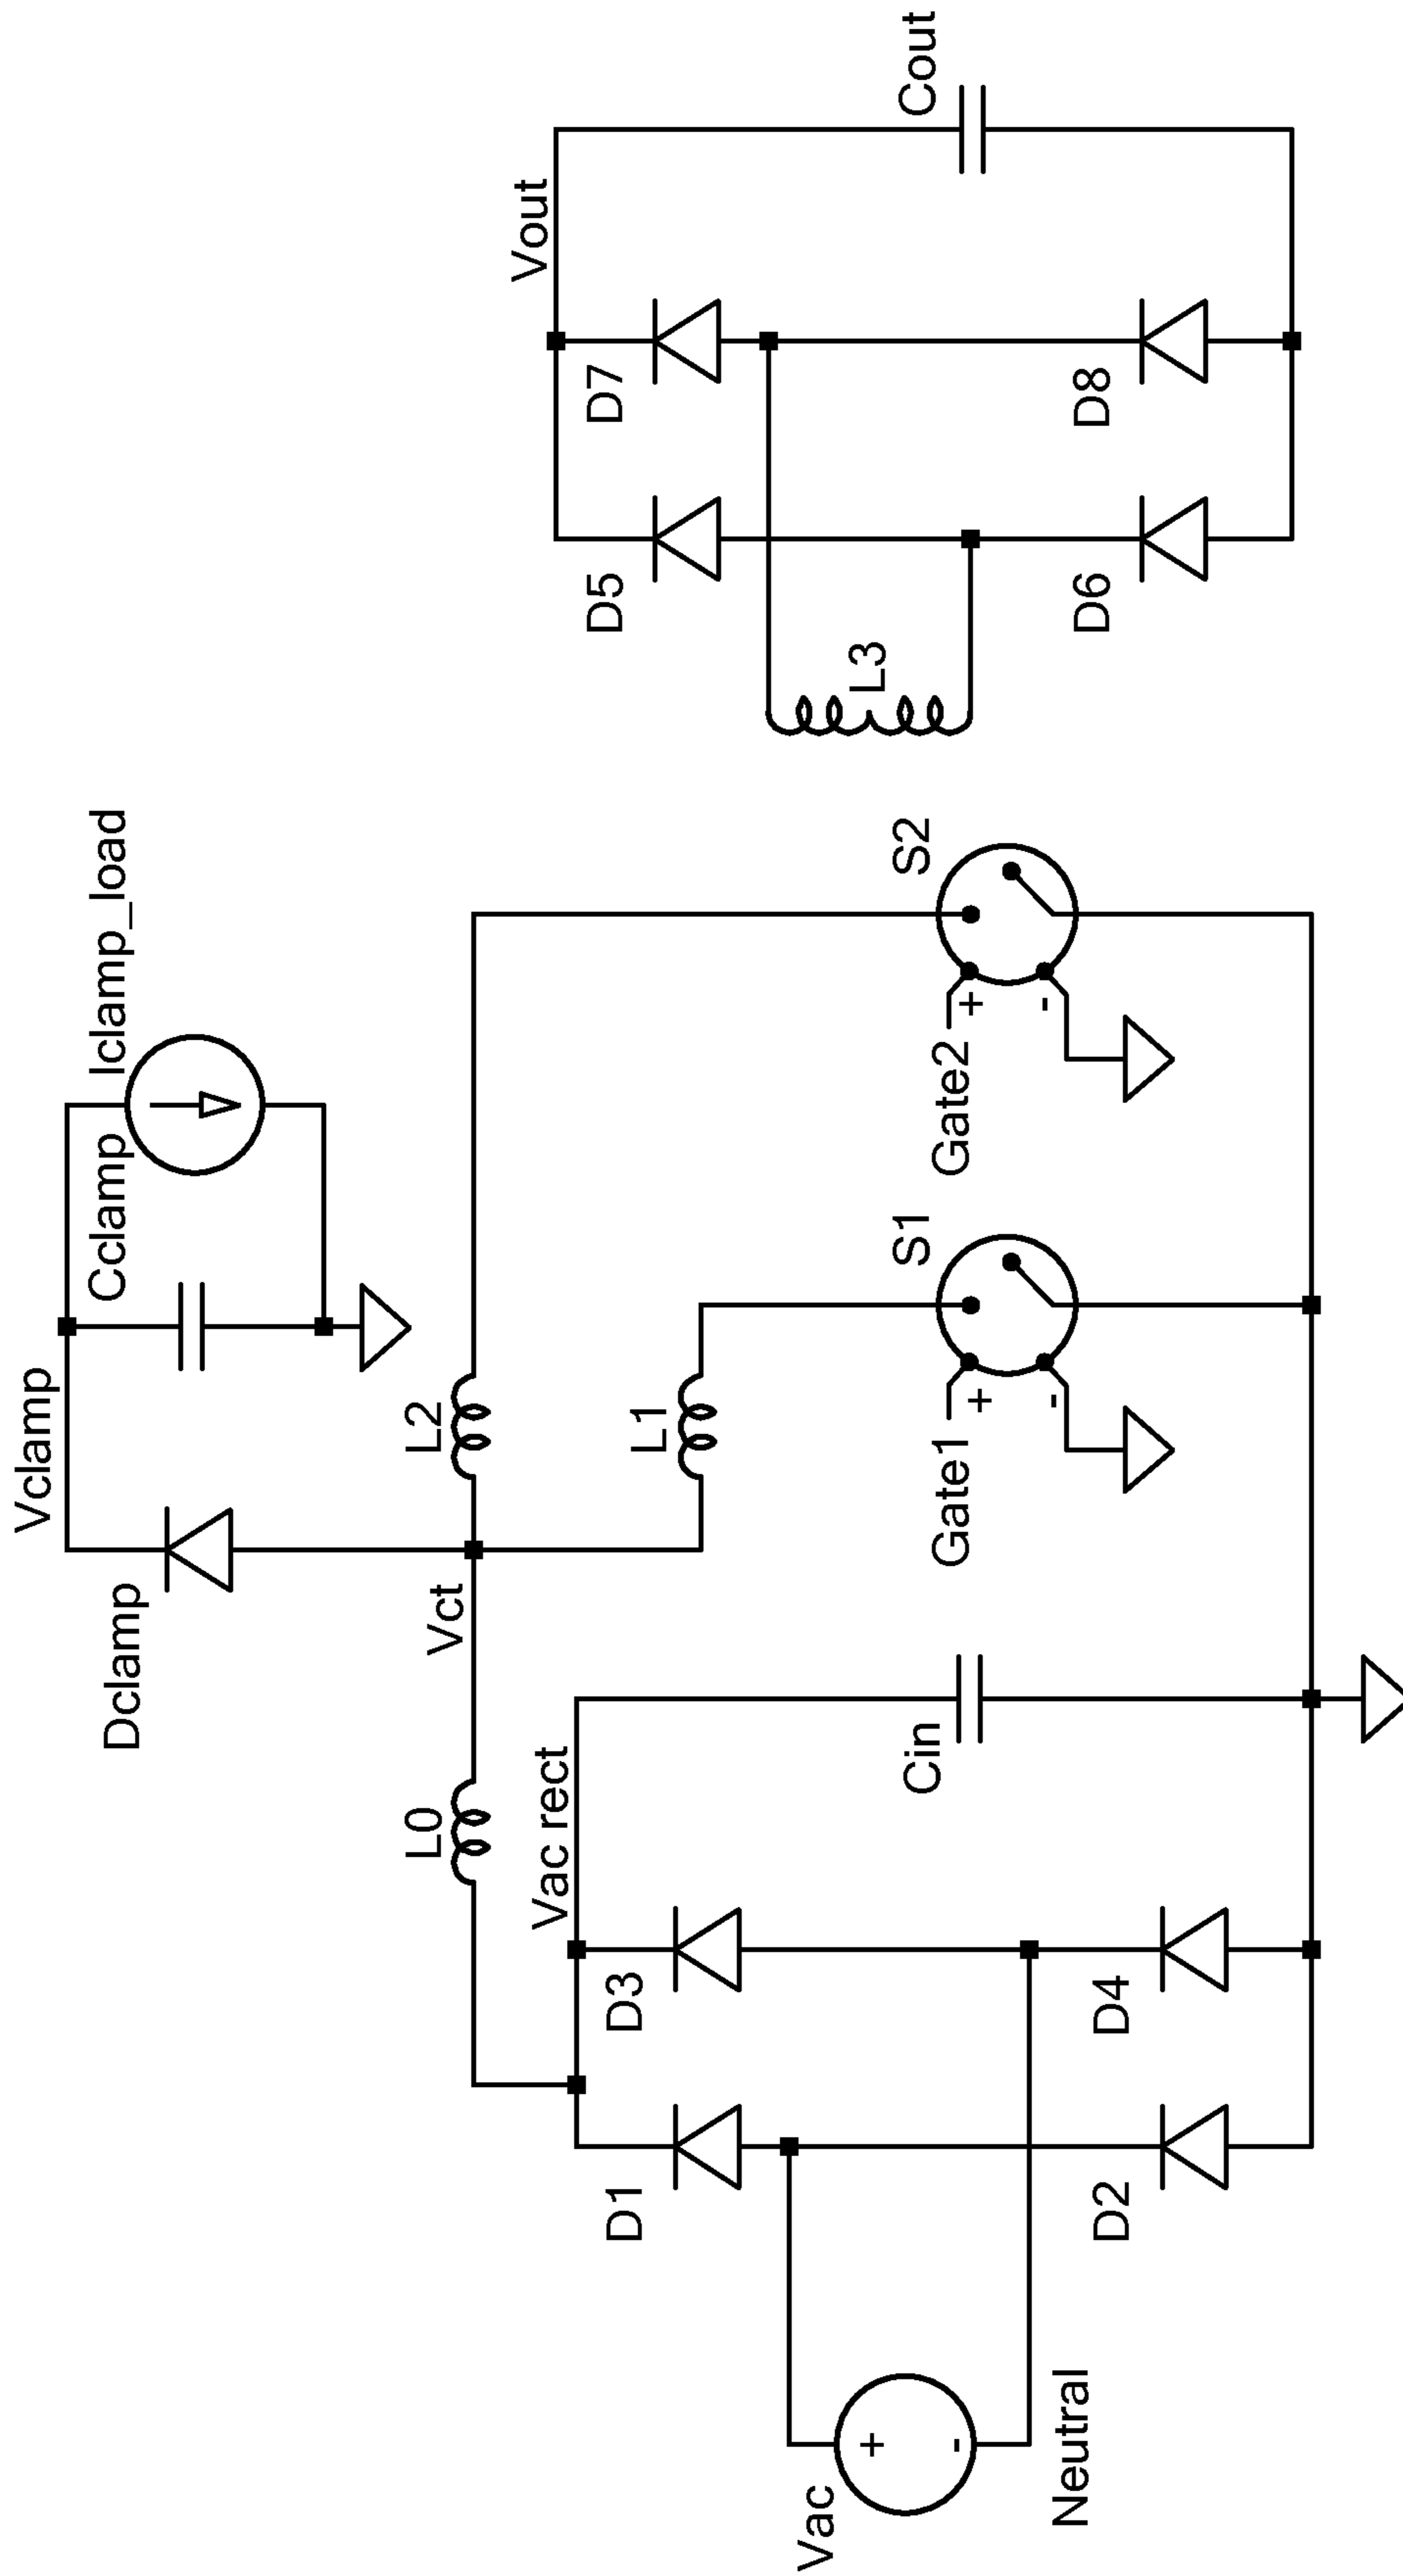 Vclamp
Dclamp
Cclamp
Iclamp_load
L0
Vct
L2
L1
Vac rect
Vout
D1
D3
D5
D7
L3
Cin
S1
S2
Cout
Vac
+
-
Gate1
+
-
Gate2
+
-
D2
D4
D6
D8
Neutral